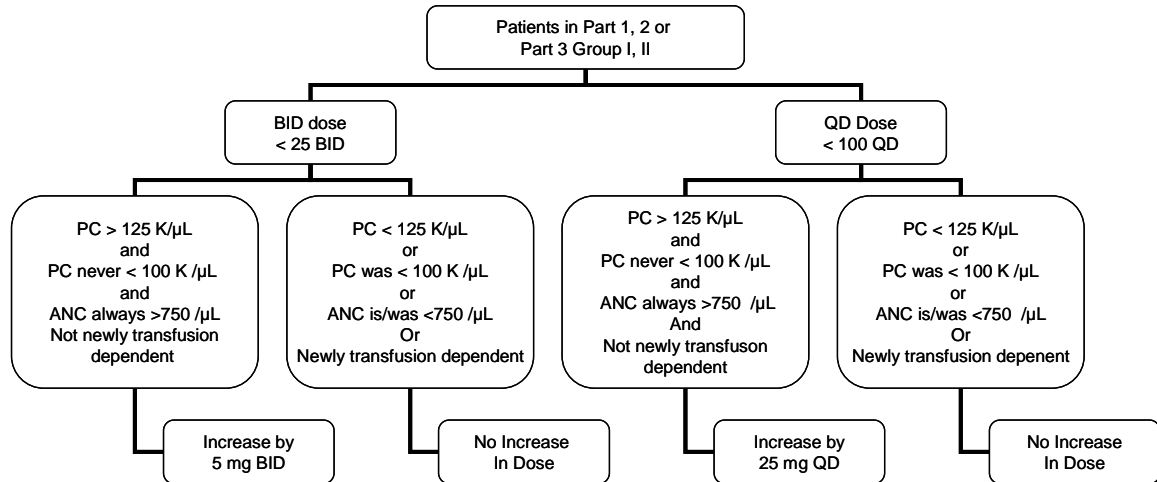 Patients in Part 1, 2 or
Part 3 Group I, II
BID dose
< 25 BID
QD Dose
< 100 QD
PC > 125 K/µL
and
PC never < 100 K /µL
and
ANC always >750 /µL
Not newly transfusion
dependent
PC < 125 K/µL
or
PC was < 100 K /µL
or
ANC is/was <750 /µL
Or
Newly transfusion dependent
PC > 125 K/µL
and
PC never < 100 K /µL
and
ANC always >750 /µL
And
Not newly transfuson
dependent
PC < 125 K/µL
or
PC was < 100 K /µL
or
ANC is/was <750 /µL
Or
Newly transfusion depenent
Increase by
5 mg BID
No Increase
In Dose
Increase by
25 mg QD
No Increase
In Dose